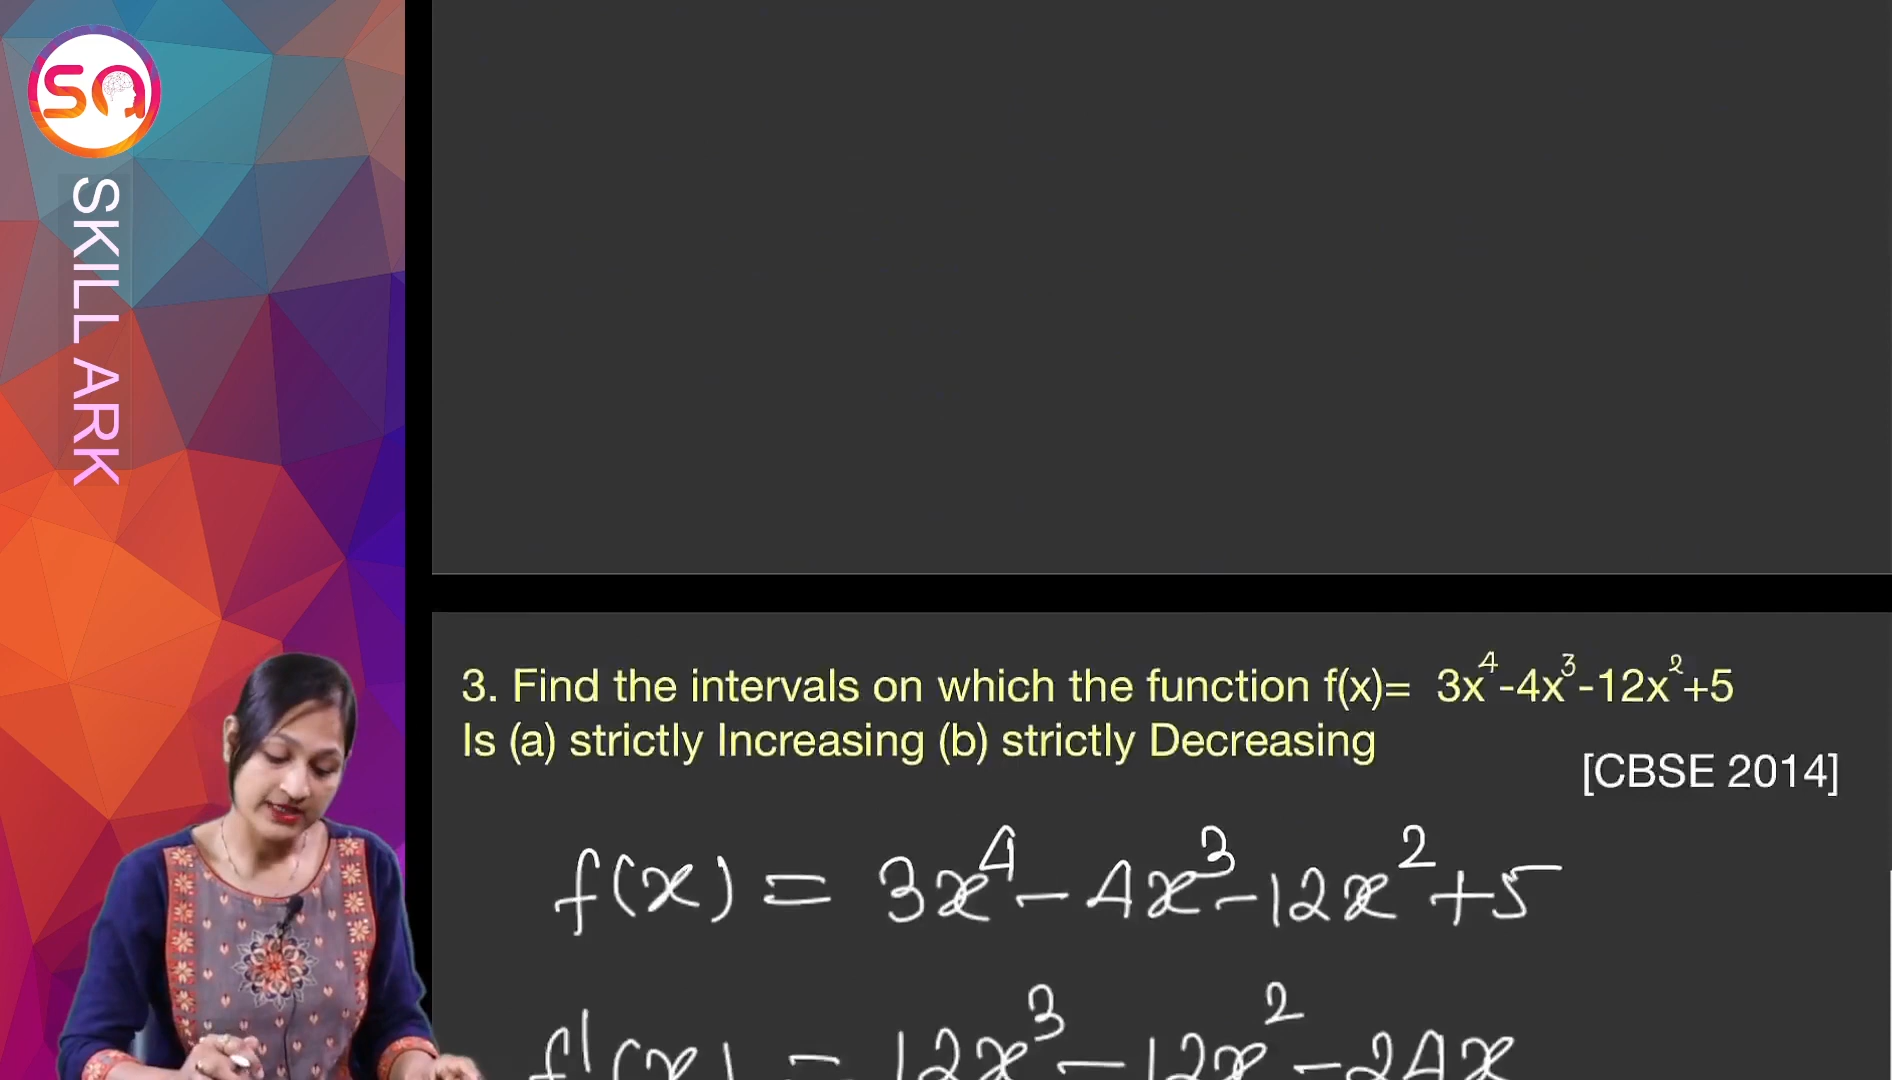 SA
SKILL ARK
3. Find the intervals on which the function f(x)= 3x⁴-4x³-12x²+5
Is (a) strictly Increasing (b) strictly Decreasing
[CBSE 2014]
f(x) = 3x⁴-4x³-12x²+5
f'(x) = 12x³-12x²-24x